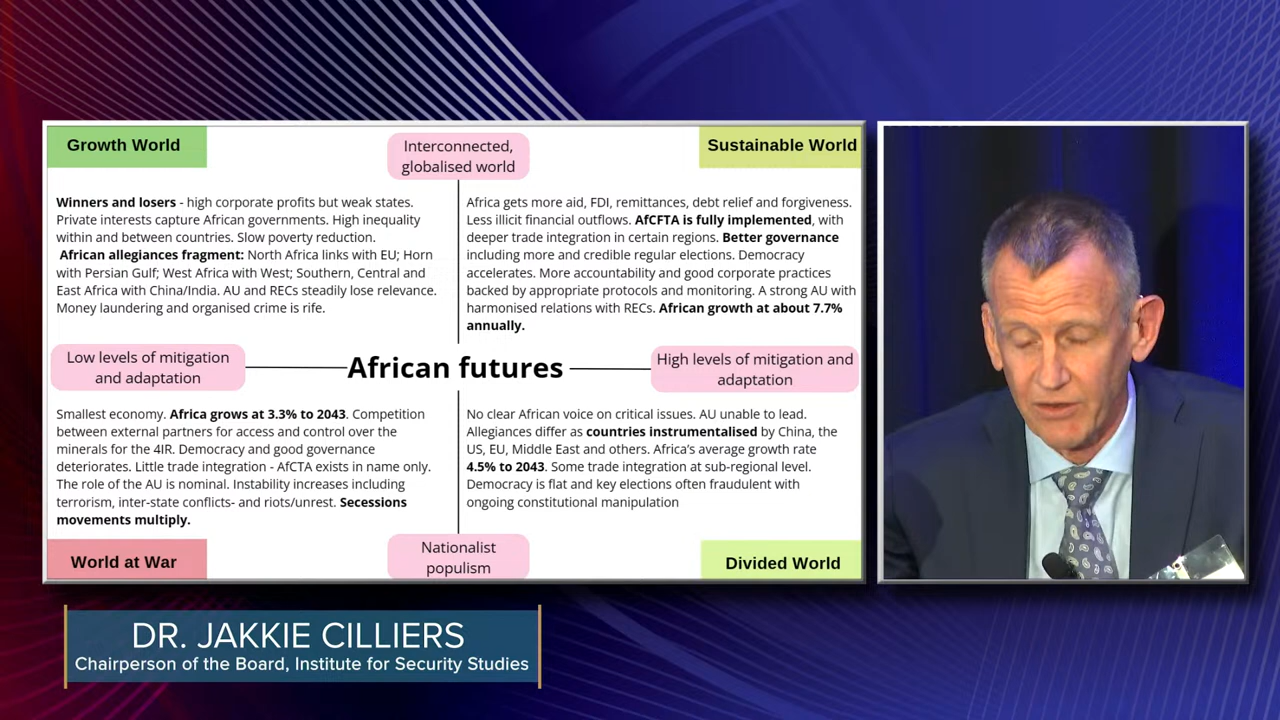 Growth World
Interconnected,
globalised world
Sustainable World
Winners and losers - high corporate profits but weak states.
Private interests capture African governments. High inequality
within and between countries. Slow poverty reduction.
African allegiances fragment: North Africa links with EU; Horn
with Persian Gulf; West Africa with West; Southern, Central and
East Africa with China/India. AU and RECs steadily lose relevance.
Money laundering and organised crime is rife.
Africa gets more aid, FDI, remittances, debt relief and forgiveness.
Less illicit financial outflows. AfCFTA is fully implemented, with
deeper trade integration in certain regions. Better governance
including more and credible regular elections. Democracy
accelerates. More accountability and good corporate practices
backed by appropriate protocols and monitoring. A strong AU with
harmonised relations with RECs. African growth at about 7.7%
annually.
Low levels of mitigation
and adaptation
African futures
High levels of mitigation and
adaptation
Smallest economy. Africa grows at 3.3% to 2043. Competition
between external partners for access and control over the
minerals for the 4IR. Democracy and good governance
deteriorates. Little trade integration - AfCTA exists in name only.
The role of the AU is nominal. Instability increases including
terrorism, inter-state conflicts- and riots/unrest. Secessions
movements multiply.
No clear African voice on critical issues. AU unable to lead.
Allegiances differ as countries instrumentalised by China, the
US, EU, Middle East and others. Africa's average growth rate
4.5% to 2043. Some trade integration at sub-regional level.
Democracy is flat and key elections often fraudulent with
ongoing constitutional manipulation
World at War
Nationalist
populism
Divided World
DR. JAKKIE CILLIERS
Chairperson of the Board, Institute for Security Studies